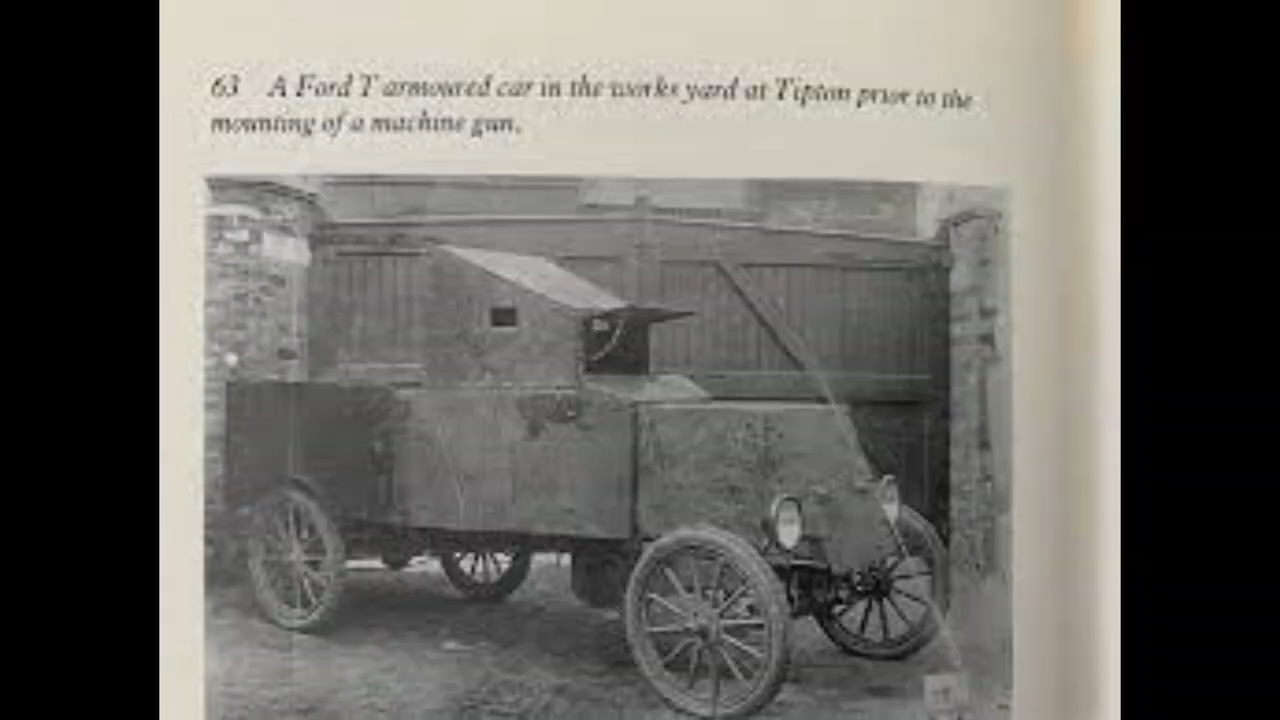 63 A Ford T armoured car in the works yard at Tipton prior to the
mounting of a machine gun.